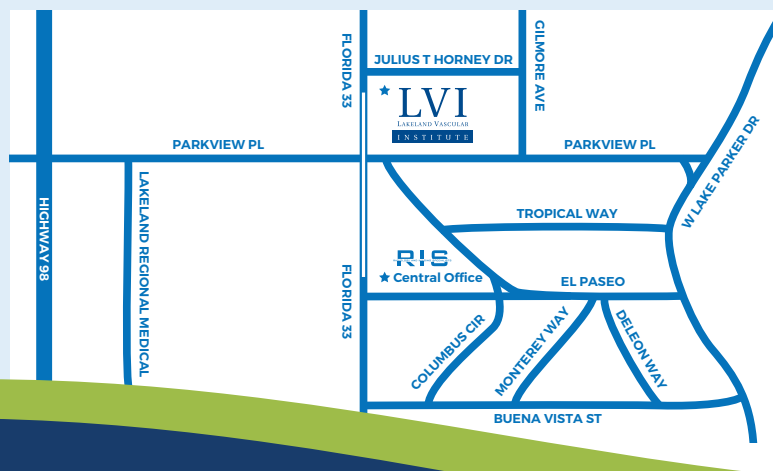 FLORIDA 33
JULIUS T HORNEY DR
GILMORE AVE
LVI
LAKELAND VASCULAR
INSTITUTE
PARKVIEW PL
PARKVIEW PL
W LAKE PARKER DR
HIGHWAY 98
LAKELAND REGIONAL MEDICAL
TROPICAL WAY
RIS
Central Office
FLORIDA 33
EL PASEO
COLUMBUS CIR
MONTEREY WAY
DELEON WAY
BUENA VISTA ST